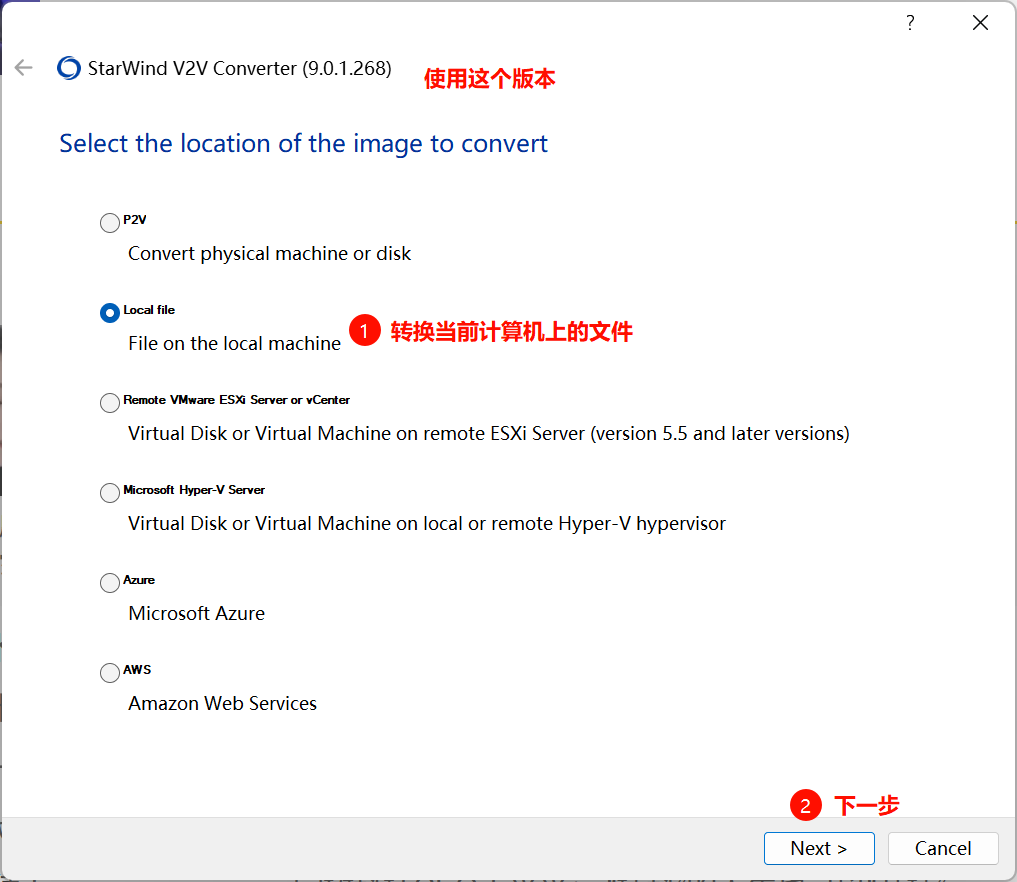 ?
StarWind V2V Converter (9.0.1.268)
使用这个版本
Select the location of the image to convert
P2V
Convert physical machine or disk
Local file
File on the local machine
1 转换当前计算机上的文件
Remote VMware ESXi Server or vCenter
Virtual Disk or Virtual Machine on remote ESXi Server (version 5.5 and later versions)
Microsoft Hyper-V Server
Virtual Disk or Virtual Machine on local or remote Hyper-V hypervisor
Azure
Microsoft Azure
AWS
Amazon Web Services
2 下一步
Next >
Cancel